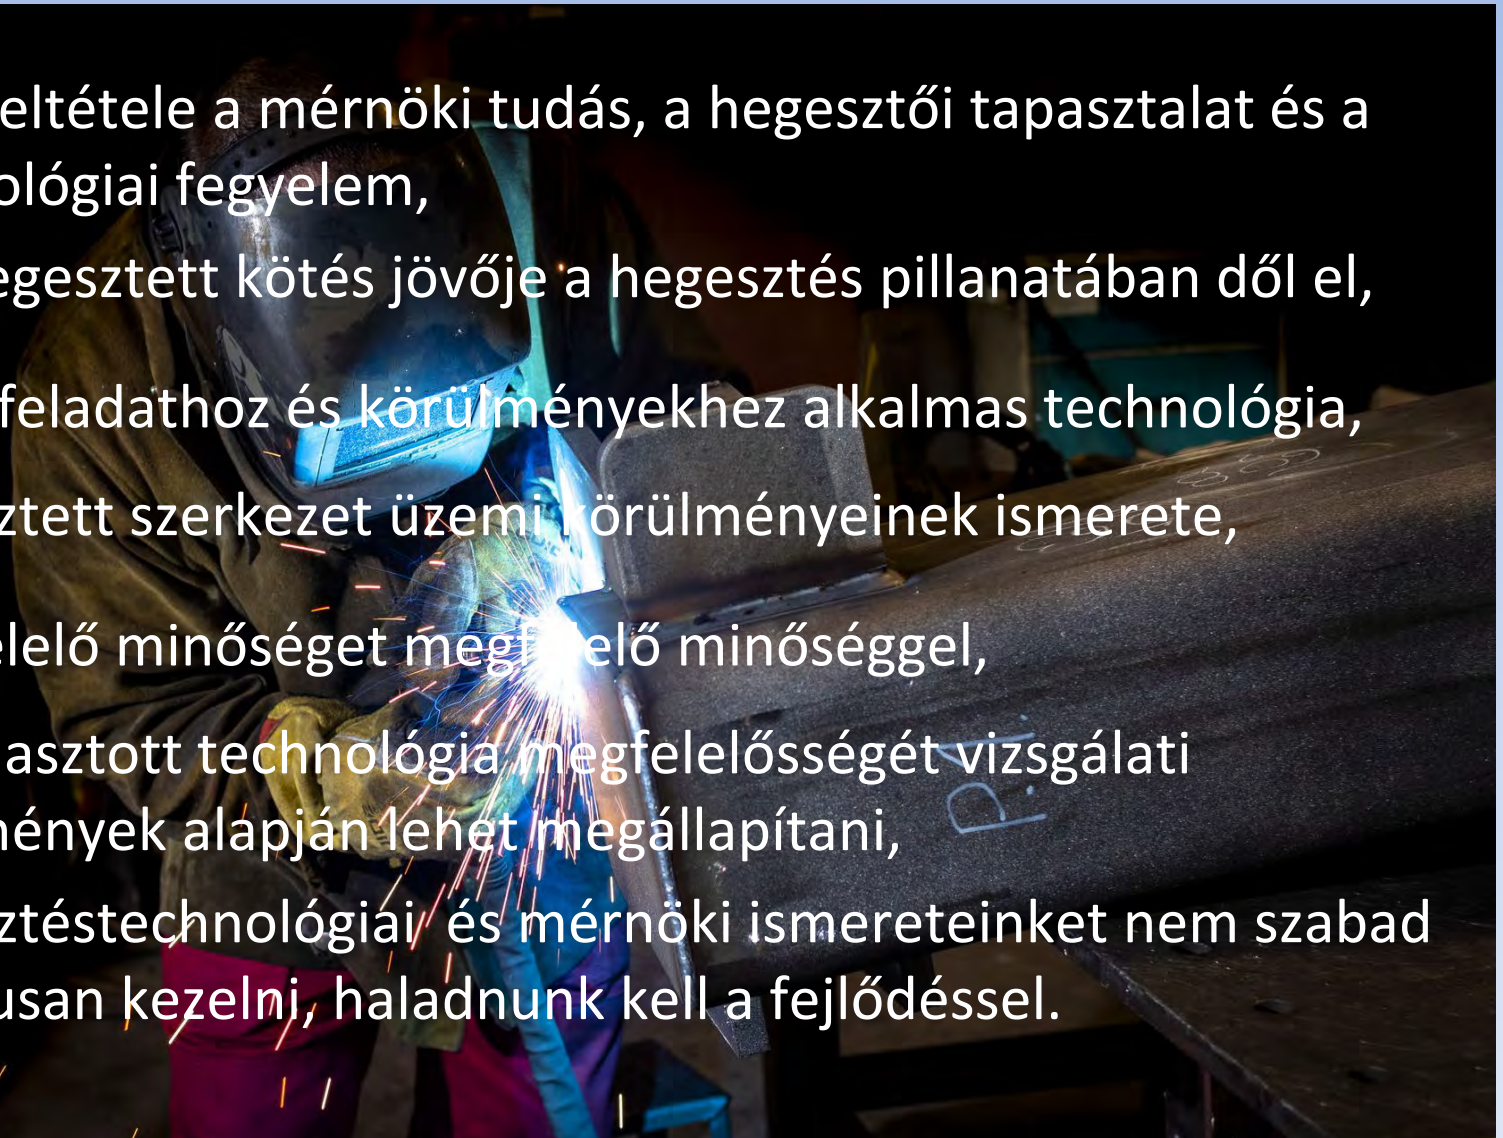 eltétele a mérnöki tudás, a hegesztői tapasztalat és a
ológiai fegyelem,
egesztett kötés jövője a hegesztés pillanatában dől el,
feladathoz és körülményekhez alkalmas technológia,
ztett szerkezet üzemi körülményeinek ismerete,
elelő minőséget megfelelő minőséggel,
asztott technológia megfelelősségét vizsgálati
mények alapján lehet megállapítani,
ztéstechnológiai és mérnöki ismereteinket nem szabad
usan kezelni, haladnunk kell a fejlődéssel.